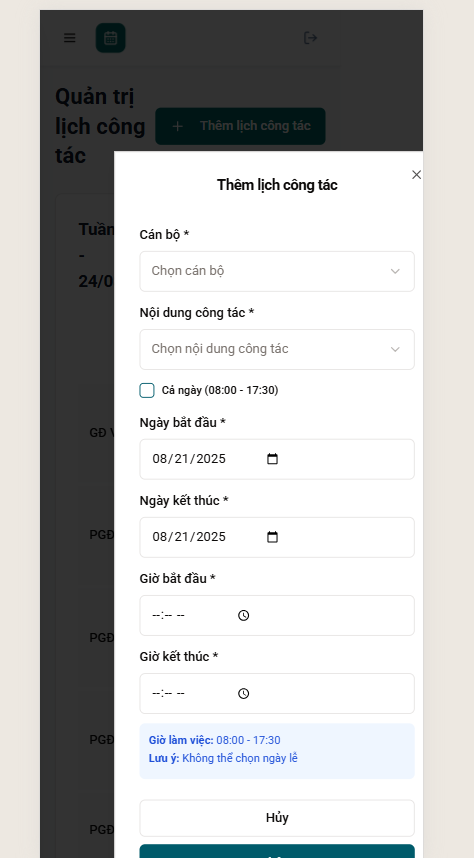 Quản trị
lịch công
tác
Thêm lịch công tác
Tuần
-
24/0
GĐ V
PGĐ
PGĐ
PGĐ
PGĐ
Thêm lịch công tác
Cán bộ *
Chọn cán bộ
Nội dung công tác *
Chọn nội dung công tác
Cả ngày (08:00 - 17:30)
Ngày bắt đầu *
08/21/2025
Ngày kết thúc *
08/21/2025
Giờ bắt đầu *
--:-- --
Giờ kết thúc *
--:-- --
Giờ làm việc: 08:00 - 17:30
Lưu ý: Không thể chọn ngày lễ
Hủy